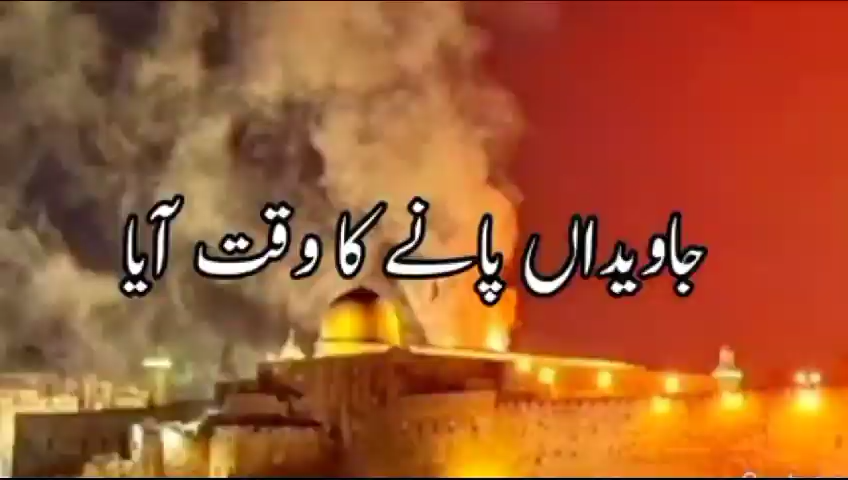 جاویداں پانے کا وقت آیا